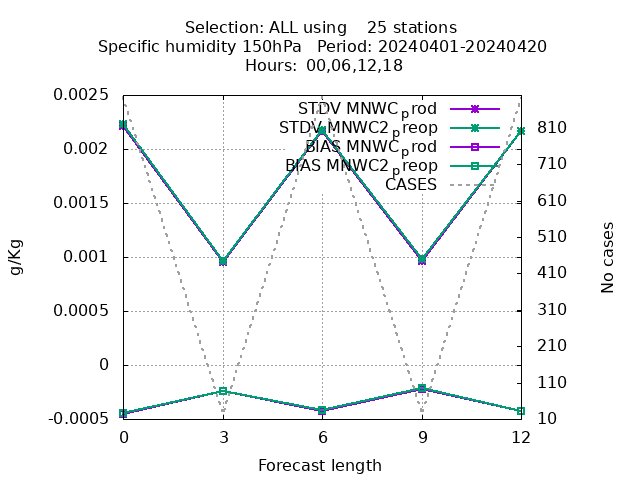 Selection: ALL using    25 stations
Specific humidity 150hPa   Period: 20240401-20240420
Hours:  00,06,12,18
STDV MNWC_prod
STDV MNWC2_preop
BIAS MNWC_prod
BIAS MNWC2_preop
CASES
0.0025
0.002
0.0015
0.001
0.0005
0
-0.0005
g/Kg
810
710
610
510
410
310
210
110
10
No cases
0 3 6 9 12
Forecast length